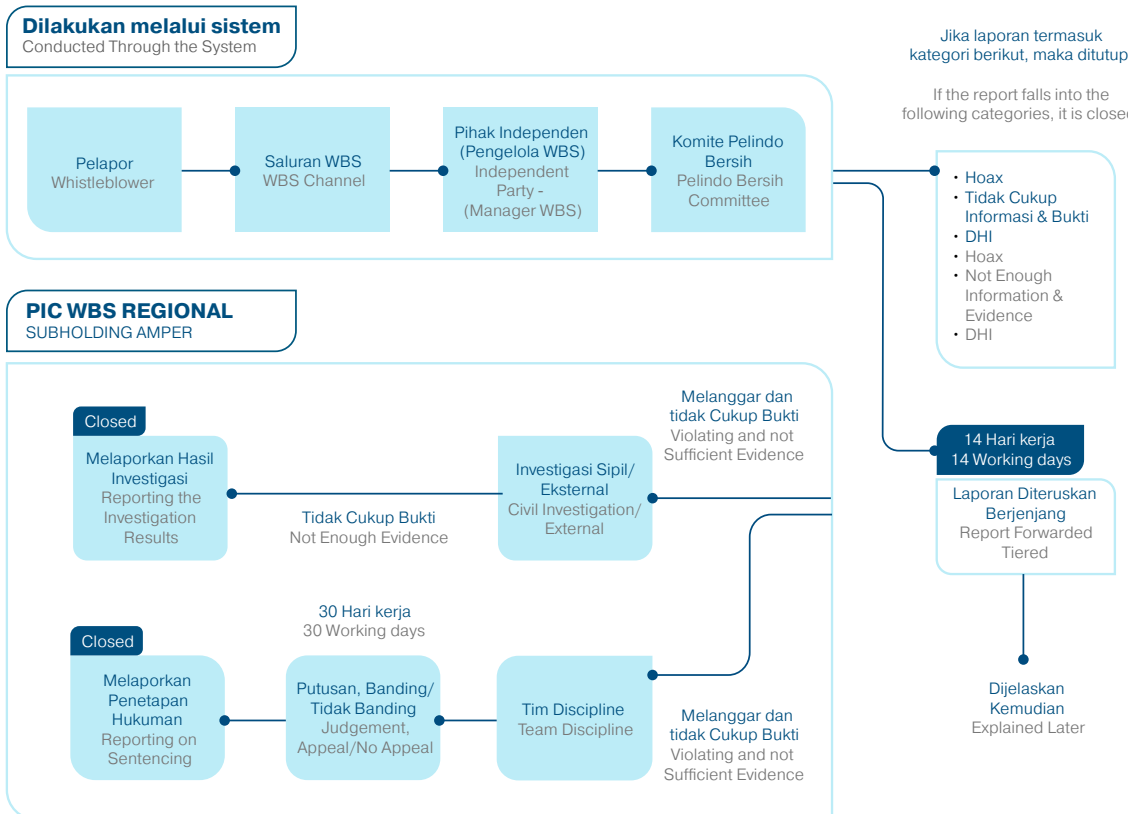 Dilakukan melalui sistem
Conducted Through the System
Jika laporan termasuk
kategori berikut, maka ditutup
If the report falls into the
following categories, it is closed
Pelapor
Whistleblower
Saluran WBS
WBS Channel
Pihak Independen
(Pengelola WBS)
Independent
Party -
(Manager WBS)
Komite Pelindo
Bersih
Pelindo Bersih
Committee
• Hoax
• Tidak Cukup
Informasi & Bukti
• DHI
• Hoax
• Not Enough
Information &
Evidence
• DHI
PIC WBS REGIONAL
SUBHOLDING AMPER
Closed
Melaporkan Hasil
Investigasi
Reporting the
Investigation
Results
Tidak Cukup Bukti
Not Enough Evidence
Investigasi Sipil/
Eksternal
Civil Investigation/
External
Melanggar dan
tidak Cukup Bukti
Violating and not
Sufficient Evidence
14 Hari kerja
14 Working days
Laporan Diteruskan
Berjenjang
Report Forwarded
Tiered
Dijelaskan
Kemudian
Explained Later
Closed
Melaporkan
Penetapan
Hukuman
Reporting on
Sentencing
30 Hari kerja
30 Working days
Putusan, Banding/
Tidak Banding
Judgement,
Appeal/No Appeal
Tim Discipline
Team Discipline
Melanggar dan
tidak Cukup Bukti
Violating and not
Sufficient Evidence